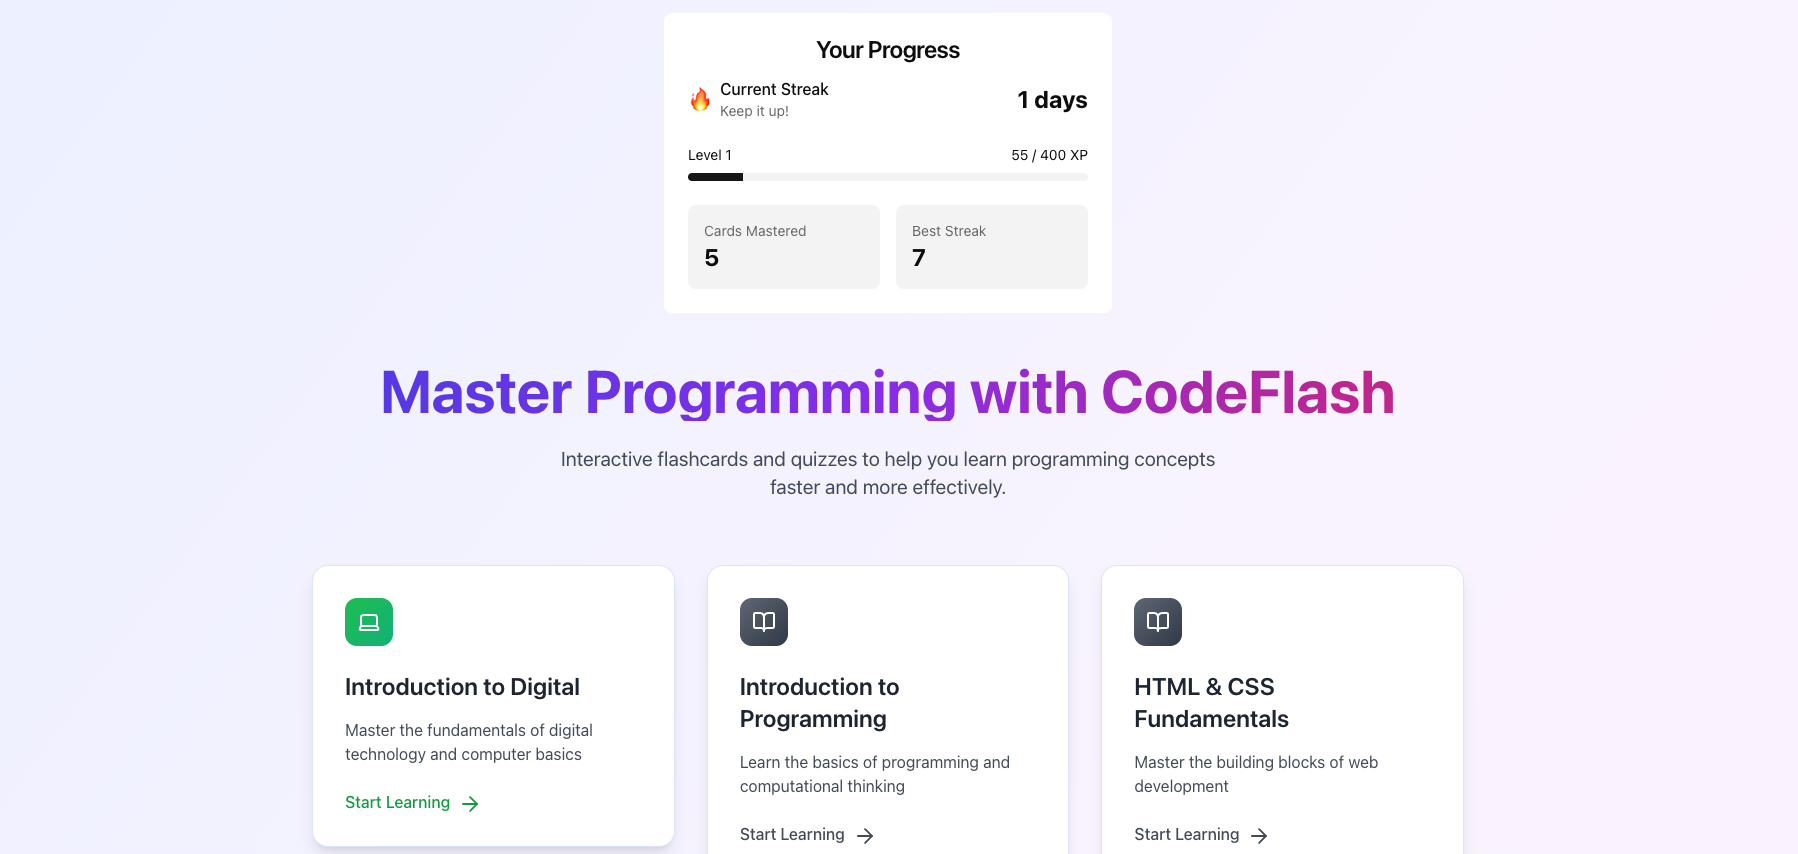 Your Progress
Current Streak
Keep it up!
1 days
Level 1
55 / 400 XP
Cards Mastered
5
Best Streak
7
Master Programming with CodeFlash
Interactive flashcards and quizzes to help you learn programming concepts
faster and more effectively.
Introduction to Digital
Master the fundamentals of digital
technology and computer basics
Start Learning
Introduction to
Programming
Learn the basics of programming and
computational thinking
Start Learning
HTML & CSS
Fundamentals
Master the building blocks of web
development
Start Learning